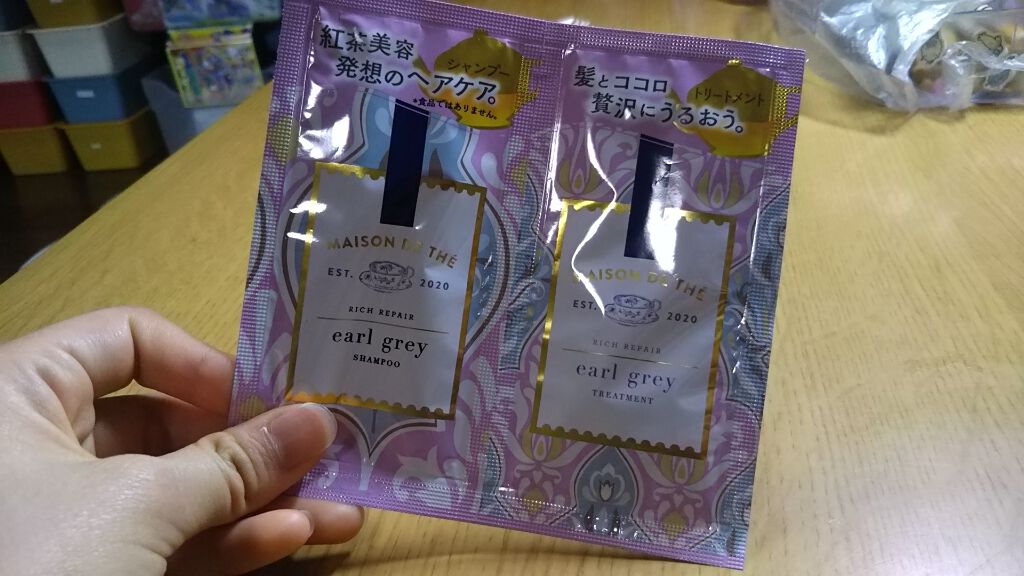 紅茶美容
発想のヘアケア。
*食品ではありません。
シャンプー
MAISON DE THÉ
EST. 2020
RICH REPAIR
earl grey
SHAMPOO
髪とココロ
贅沢にうるおう。
トリートメント
MAISON DE THÉ
EST. 2020
RICH REPAIR
earl grey
TREATMENT